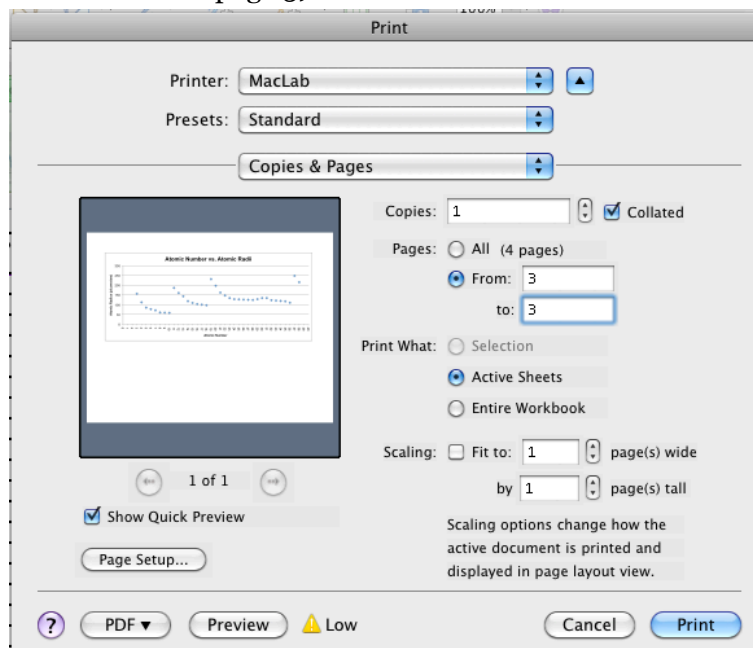 100%
Print
Printer: MacLab
Presets: Standard
Copies & Pages
Copies: 1 Collated
Pages: All (4 pages)
From: 3
to: 3
Print What: Selection
Active Sheets
Entire Workbook
Scaling: Fit to: 1 page(s) wide
by 1 page(s) tall
Scaling options change how the
active document is printed and
displayed in page layout view.
Atomic Number vs. Atomic Radii
Atomic Number
1 of 1
Show Quick Preview
Page Setup...
? PDF ▼ Preview Low Cancel Print